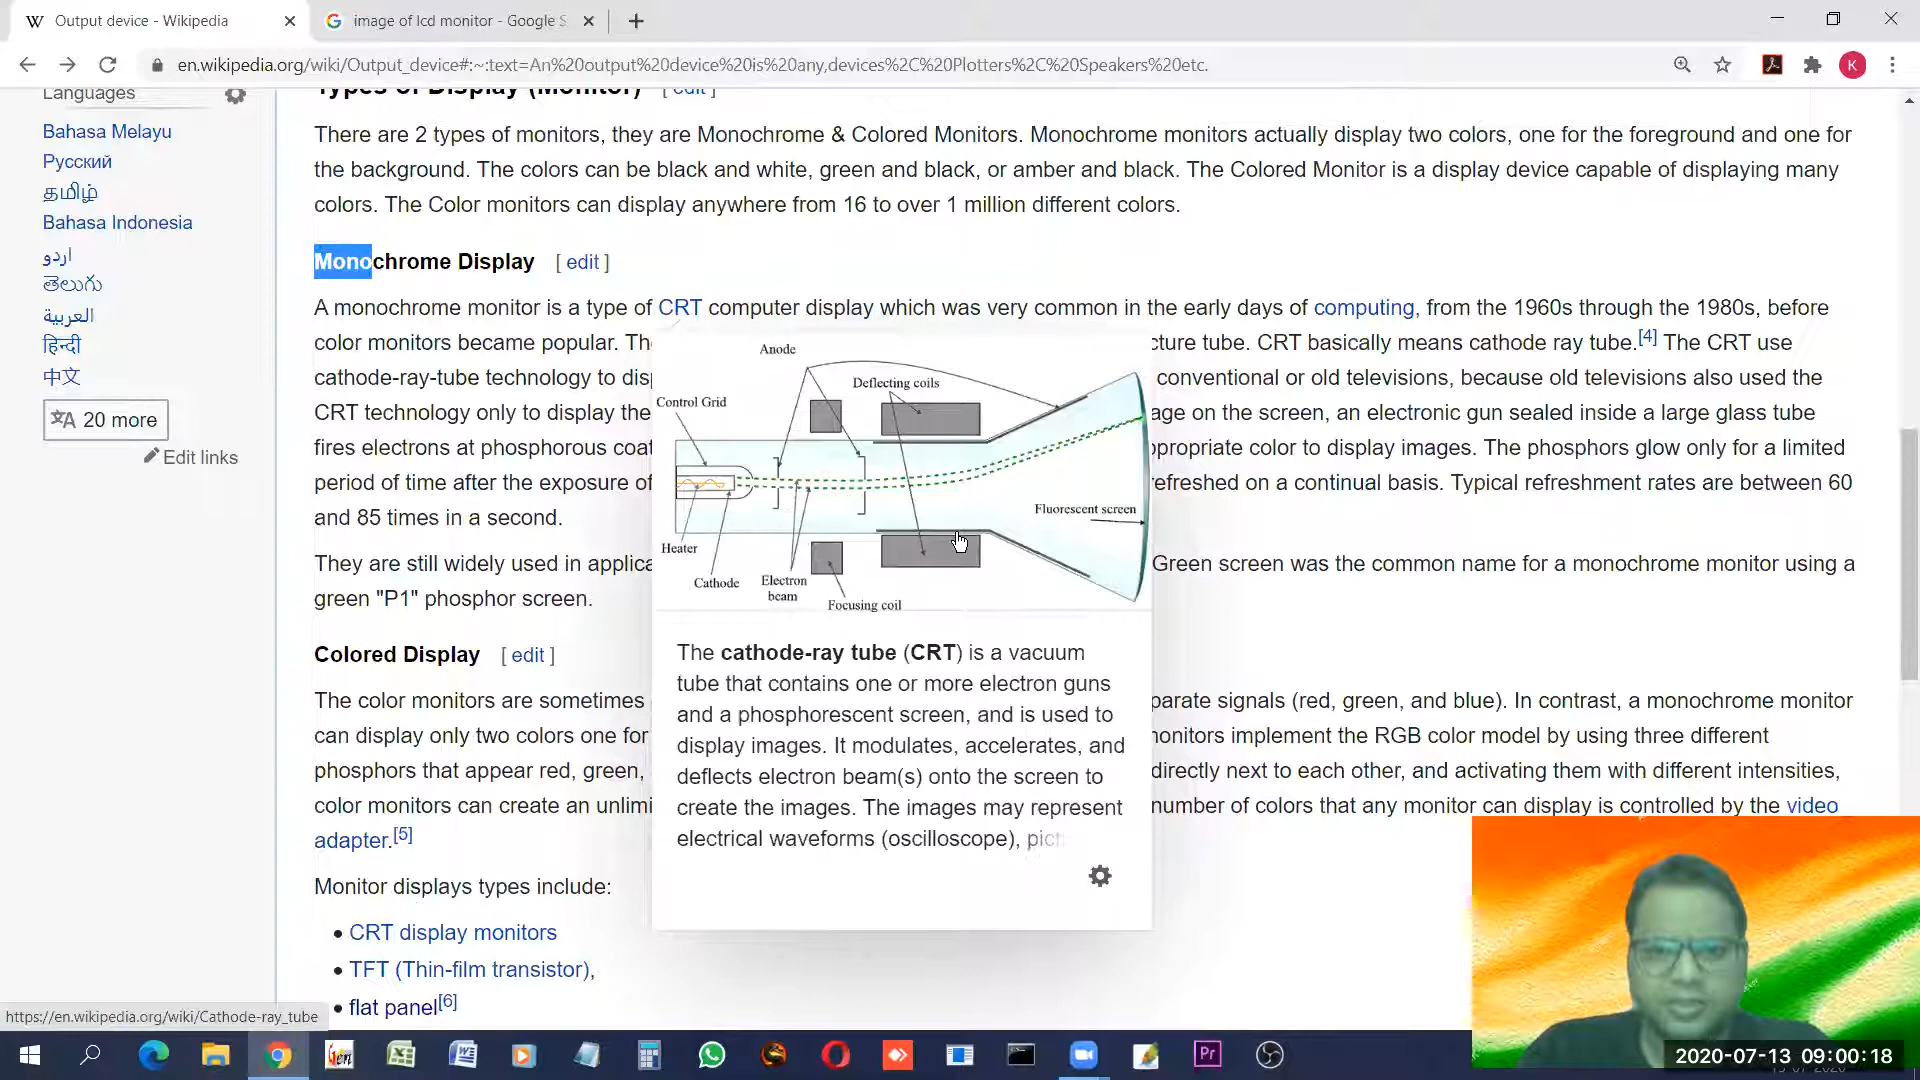 Output device - Wikipedia
image of lcd monitor - Google S
en.wikipedia.org/wiki/Output_device#:~:text=An%20output%20device%20is%20any,devices%2C%20Plotters%2C%20Speakers%20etc.
K
Languages
Bahasa Melayu
Русский
தமிழ்
Bahasa Indonesia
اردو
తెలుగు
العربية
हिन्दी
中文
20 more
Edit links
Types of Display (Monitor) [ edit ]
There are 2 types of monitors, they are Monochrome & Colored Monitors. Monochrome monitors actually display two colors, one for the foreground and one for
the background. The colors can be black and white, green and black, or amber and black. The Colored Monitor is a display device capable of displaying many
colors. The Color monitors can display anywhere from 16 to over 1 million different colors.
Monochrome Display [ edit ]
A monochrome monitor is a type of CRT computer display which was very common in the early days of computing, from the 1960s through the 1980s, before
color monitors became popular. Th cture tube. CRT basically means cathode ray tube.[4] The CRT use
cathode-ray-tube technology to disp conventional or old televisions, because old televisions also used the
CRT technology only to display the age on the screen, an electronic gun sealed inside a large glass tube
fires electrons at phosphorous coat ppropriate color to display images. The phosphors glow only for a limited
period of time after the exposure of refreshed on a continual basis. Typical refreshment rates are between 60
and 85 times in a second.
They are still widely used in applica Green screen was the common name for a monochrome monitor using a
green "P1" phosphor screen.
Colored Display [ edit ]
The color monitors are sometimes parate signals (red, green, and blue). In contrast, a monochrome monitor
can display only two colors one for monitors implement the RGB color model by using three different
phosphors that appear red, green, directly next to each other, and activating them with different intensities,
color monitors can create an unlimi number of colors that any monitor can display is controlled by the video
adapter.[5]
Monitor displays types include:
• CRT display monitors
• TFT (Thin-film transistor),
• flat panel[6]
Anode
Deflecting coils
Control Grid
Fluorescent screen
Heater
Cathode
Electron
beam
Focusing coil
The cathode-ray tube (CRT) is a vacuum
tube that contains one or more electron guns
and a phosphorescent screen, and is used to
display images. It modulates, accelerates, and
deflects electron beam(s) onto the screen to
create the images. The images may represent
electrical waveforms (oscilloscope), pict
https://en.wikipedia.org/wiki/Cathode-ray_tube
Gen
Pr
2020-07-13 09:00:18